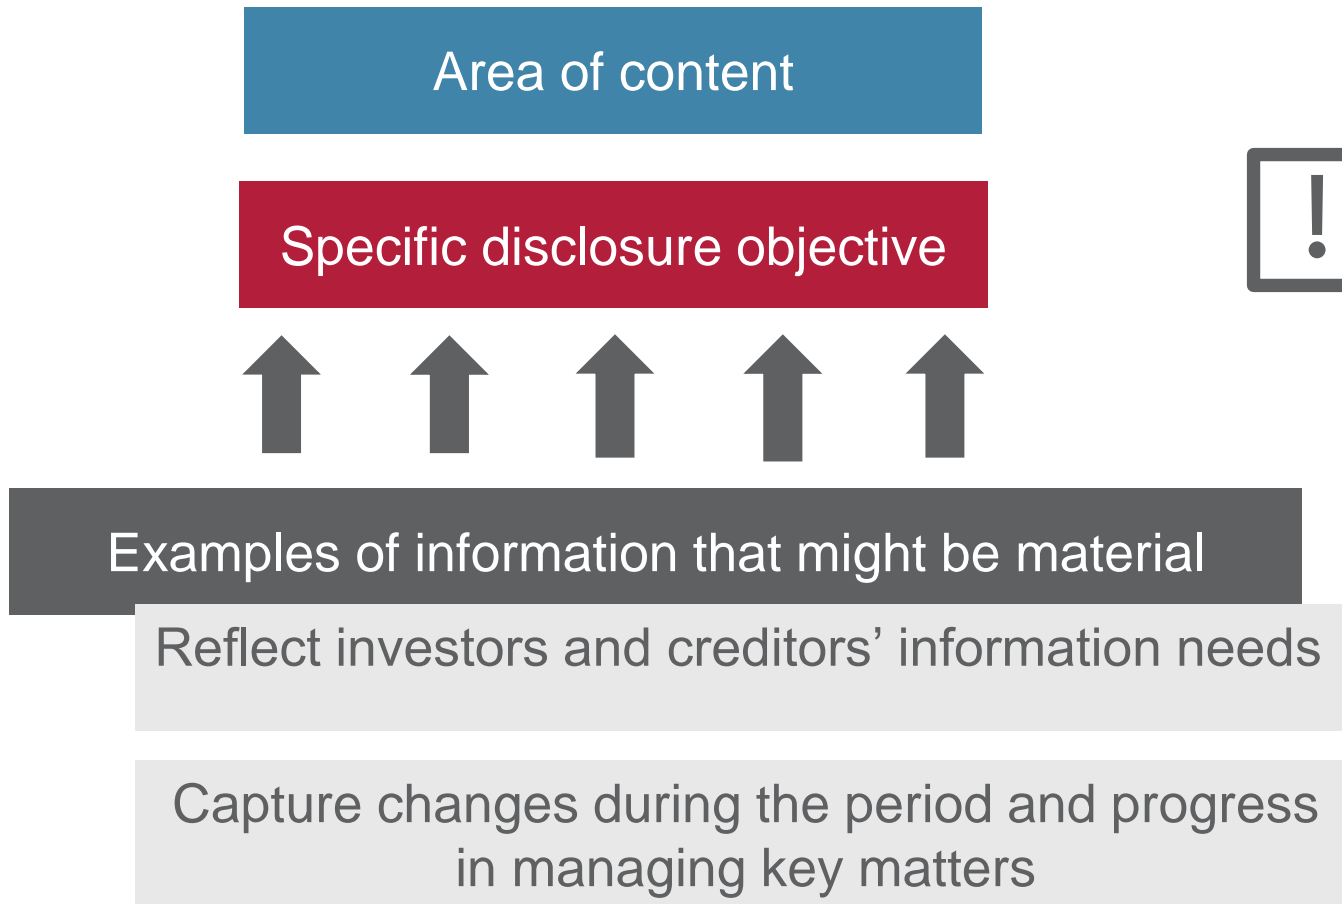 Area of content
Specific disclosure objective
!
Examples of information that might be material
Reflect investors and creditors’ information needs
Capture changes during the period and progress
in managing key matters